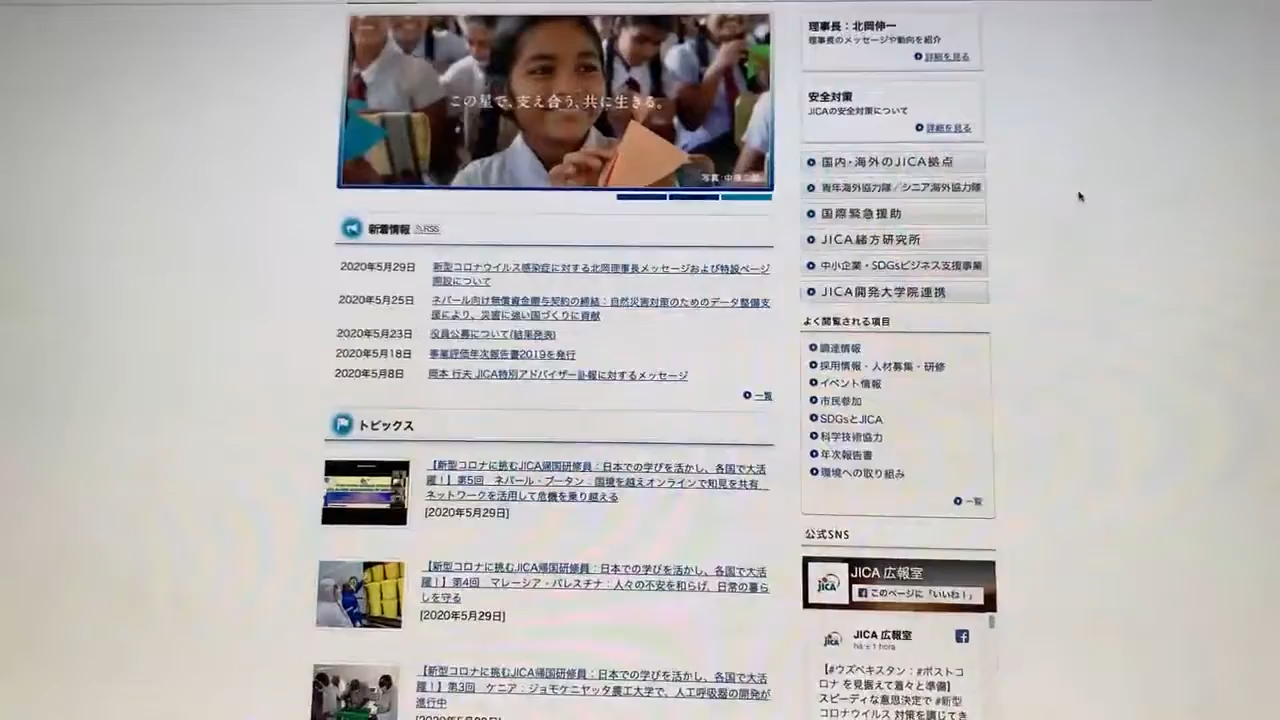 この星で、支え合う、共に生きる。
写真:中原二郎
新着情報 RSS
2020年5月29日 新型コロナウイルス感染症に対する北岡理事長メッセージおよび特設ページ
開設について
2020年5月25日 ネパール向け無償資金贈与契約の締結:自然災害対策のためのデータ整備支
援により、災害に強い国づくりに貢献
2020年5月23日 役員公募について(結果発表)
2020年5月18日 事業評価年次報告書2019を発行
2020年5月8日 岡本 行夫 JICA特別アドバイザー訃報に対するメッセージ
一覧
トピックス
【新型コロナに挑むJICA帰国研修員:日本での学びを活かし、各国で大活
躍!】第5回 ネパール・ブータン:国境を越えオンラインで知見を共有
ネットワークを活用して危機を乗り越える
[2020年5月29日]
【新型コロナに挑むJICA帰国研修員:日本での学びを活かし、各国で大活
躍!】第4回 マレーシア・パレスチナ:人々の不安を和らげ、日常の暮ら
しを守る
[2020年5月29日]
【新型コロナに挑むJICA帰国研修員:日本での学びを活かし、各国で大活
躍!】第3回 ケニア:ジョモケニヤッタ農工大学で、人工呼吸器の開発が
進行中
理事長:北岡伸一
理事長のメッセージや動向を紹介
詳細を見る
安全対策
JICAの安全対策について
詳細を見る
国内・海外のJICA拠点
青年海外協力隊/シニア海外協力隊
国際緊急援助
JICA緒方研究所
中小企業・SDGsビジネス支援事業
JICA開発大学院連携
よく閲覧される項目
調達情報
採用情報・人材募集・研修
イベント情報
市民参加
SDGsとJICA
科学技術協力
年次報告書
環境への取り組み
一覧
公式SNS
JICA 広報室
JICA
このページに「いいね!」
JICA 広報室
há ± 1 hora
【#ウズベキスタン:#ポストコ
ロナ を見据えて着々と準備】
スピーディな意思決定で #新型
コロナウイルス 対策を講じてき